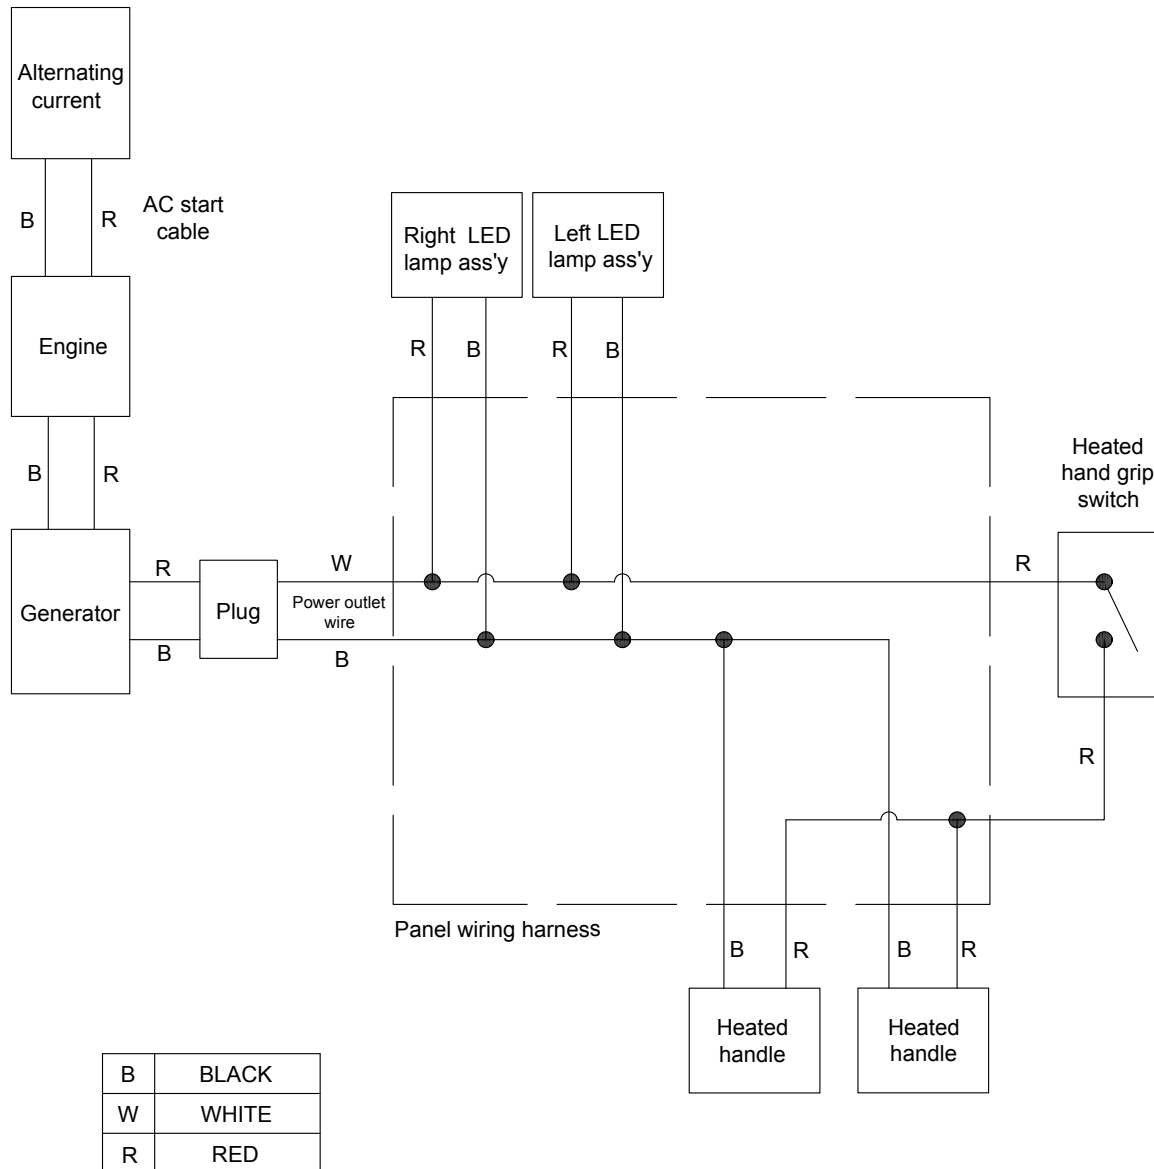 Alternating
current
B
R
AC start
cable
Right LED
lamp ass'y
Left LED
lamp ass'y
Engine
R
B
R
B
B
R
Heated
hand grip
switch
Generator
R
Plug
W
Power outlet
wire
B
B
R
R
Panel wiring harness
B
R
B
R
Heated
handle
Heated
handle
B BLACK
W WHITE
R RED